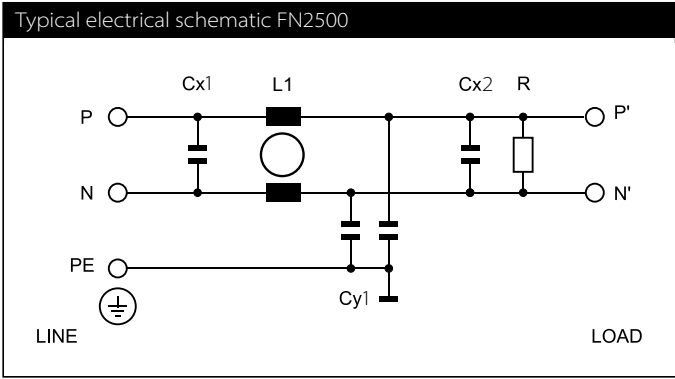 Typical electrical schematic FN2500
Cx1 L1 Cx2 R
P P'
N N'
PE
Cy1
LINE LOAD